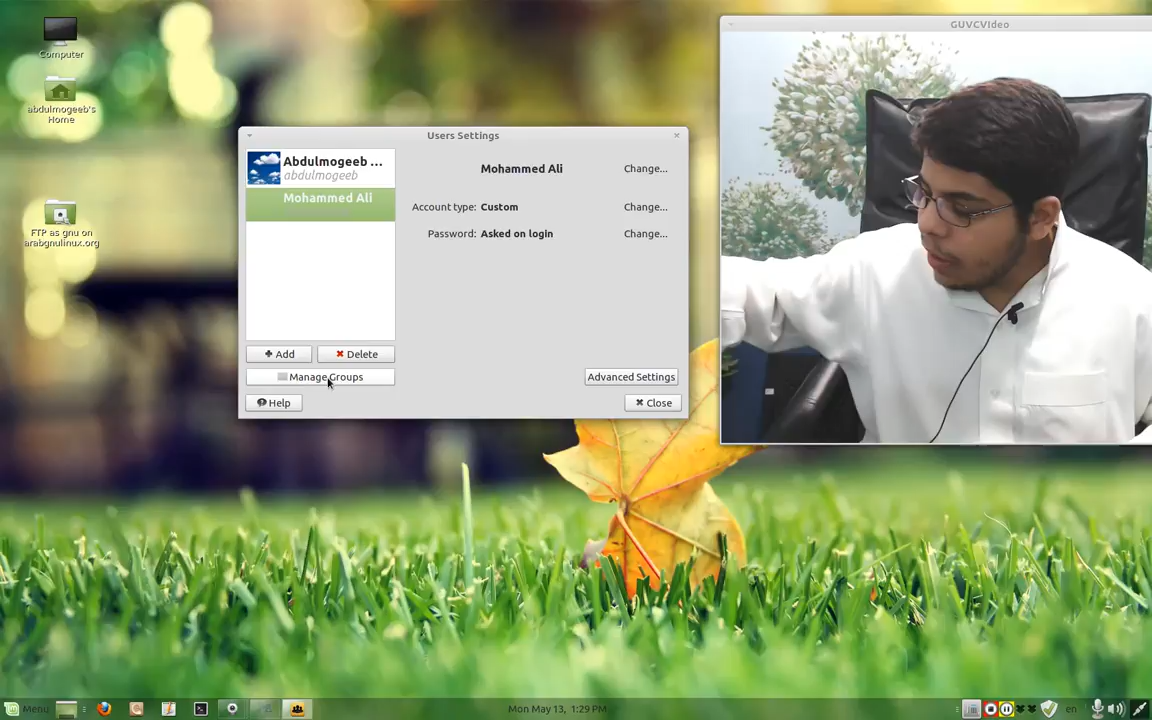 Computer
abdulmogeeb's
Home
FTP as gnu on
arabgnulinux.org
GUVCVIdeo
Users Settings
Abdulmogeeb ...
abdulmogeeb
Mohammed Ali
Mohammed Ali
Change...
Account type: Custom
Change...
Password: Asked on login
Change...
Add
Delete
Manage Groups
Advanced Settings
Help
Close
Menu
Mon May 13, 1:29 PM
en